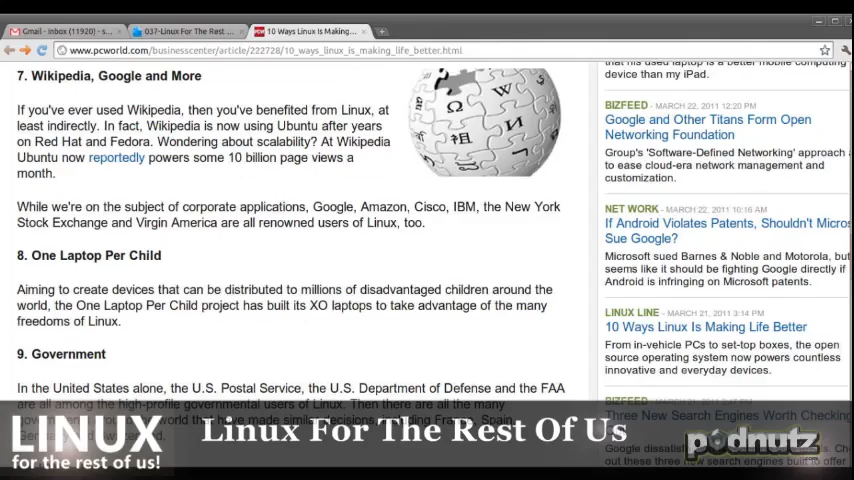 Gmail - Inbox (11920) - s...
037-Linux For The Rest ...
10 Ways Linux Is Making...
www.pcworld.com/businesscenter/article/222728/10_ways_linux_is_making_life_better.html
7. Wikipedia, Google and More
If you've ever used Wikipedia, then you've benefited from Linux, at
least indirectly. In fact, Wikipedia is now using Ubuntu after years
on Red Hat and Fedora. Wondering about scalability? At Wikipedia
Ubuntu now reportedly powers some 10 billion page views a
month.
While we're on the subject of corporate applications, Google, Amazon, Cisco, IBM, the New York
Stock Exchange and Virgin America are all renowned users of Linux, too.
8. One Laptop Per Child
Aiming to create devices that can be distributed to millions of disadvantaged children around the
world, the One Laptop Per Child project has built its XO laptops to take advantage of the many
freedoms of Linux.
9. Government
In the United States alone, the U.S. Postal Service, the U.S. Department of Defense and the FAA
are all among the high-profile governmental users of Linux. Then there are all the many
that his used laptop is a better mobile computing
device than my iPad.
BIZFEED - MARCH 22, 2011 12:20 PM
Google and Other Titans Form Open
Networking Foundation
Group's 'Software-Defined Networking' approach
to ease cloud-era network management and
customization.
NET WORK - MARCH 22, 2011 10:16 AM
If Android Violates Patents, Shouldn't Micros
Sue Google?
Microsoft sued Barnes & Noble and Motorola, but
seems like it should be fighting Google directly if
Android is infringing on Microsoft patents.
LINUX LINE - MARCH 21, 2011 3:14 PM
10 Ways Linux Is Making Life Better
From in-vehicle PCs to set-top boxes, the open
source operating system now powers countless
innovative and everyday devices.
BIZFEED
Three New Search Engines Worth Checking
out these three new search engines built to offer
LINUX
for the rest of us!
Linux For The Rest Of Us
podnutz